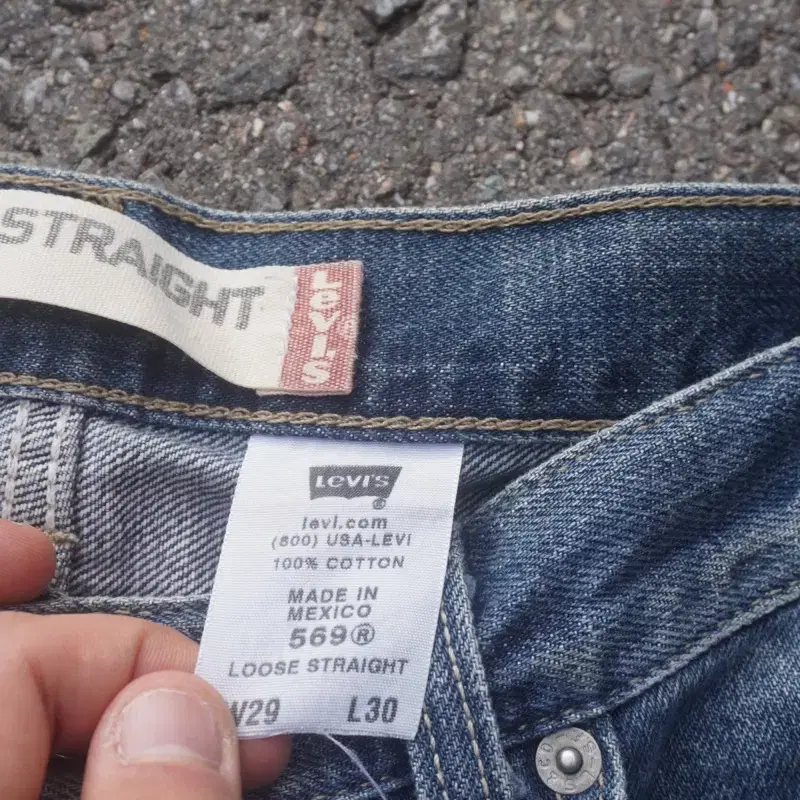 STRAIGHT
LEVI'S
LEVI'S
®
levi.com
(800) USA-LEVI
100% COTTON
MADE IN
MEXICO
569®
LOOSE STRAIGHT
W29 L30